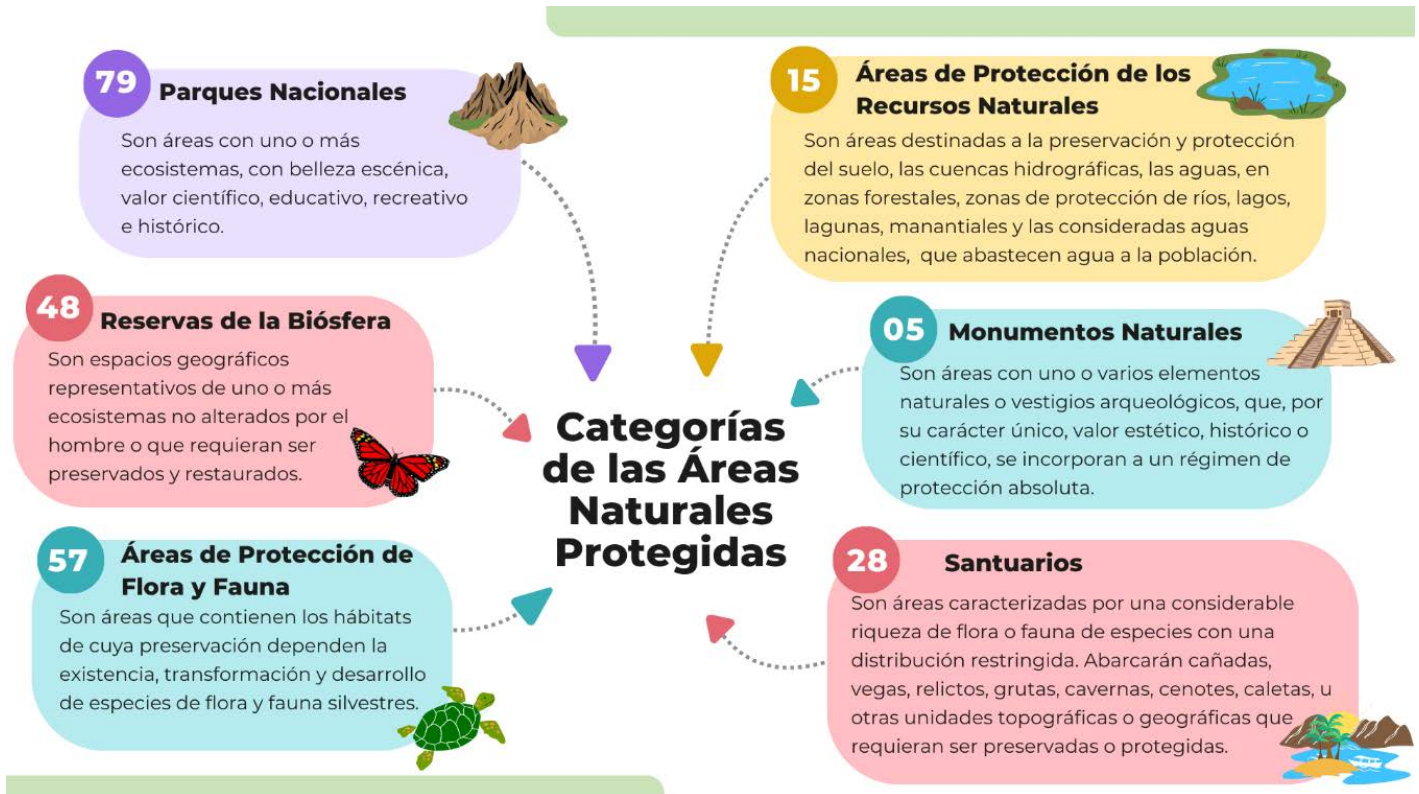 79
Parques Nacionales
Son áreas con uno o más
ecosistemas, con belleza escénica,
valor científico, educativo, recreativo
e histórico.
48
Reservas de la Biósfera
Son espacios geográficos
representativos de uno o más
ecosistemas no alterados por el
hombre o que requieran ser
preservados y restaurados.
57
Áreas de Protección de
Flora y Fauna
Son áreas que contienen los hábitats
de cuya preservación dependen la
existencia, transformación y desarrollo
de especies de flora y fauna silvestres.
Categorías
de las Áreas
Naturales
Protegidas
15
Áreas de Protección de los
Recursos Naturales
Son áreas destinadas a la preservación y protección
del suelo, las cuencas hidrográficas, las aguas, en
zonas forestales, zonas de protección de ríos, lagos,
lagunas, manantiales y las consideradas aguas
nacionales, que abastecen agua a la población.
05
Monumentos Naturales
Son áreas con uno o varios elementos
naturales o vestigios arqueológicos, que, por
su carácter único, valor estético, histórico o
científico, se incorporan a un régimen de
protección absoluta.
28
Santuarios
Son áreas caracterizadas por una considerable
riqueza de flora o fauna de especies con una
distribución restringida. Abarcarán cañadas,
vegas, relictos, grutas, cavernas, cenotes, caletas, u
otras unidades topográficas o geográficas que
requieran ser preservadas o protegidas.